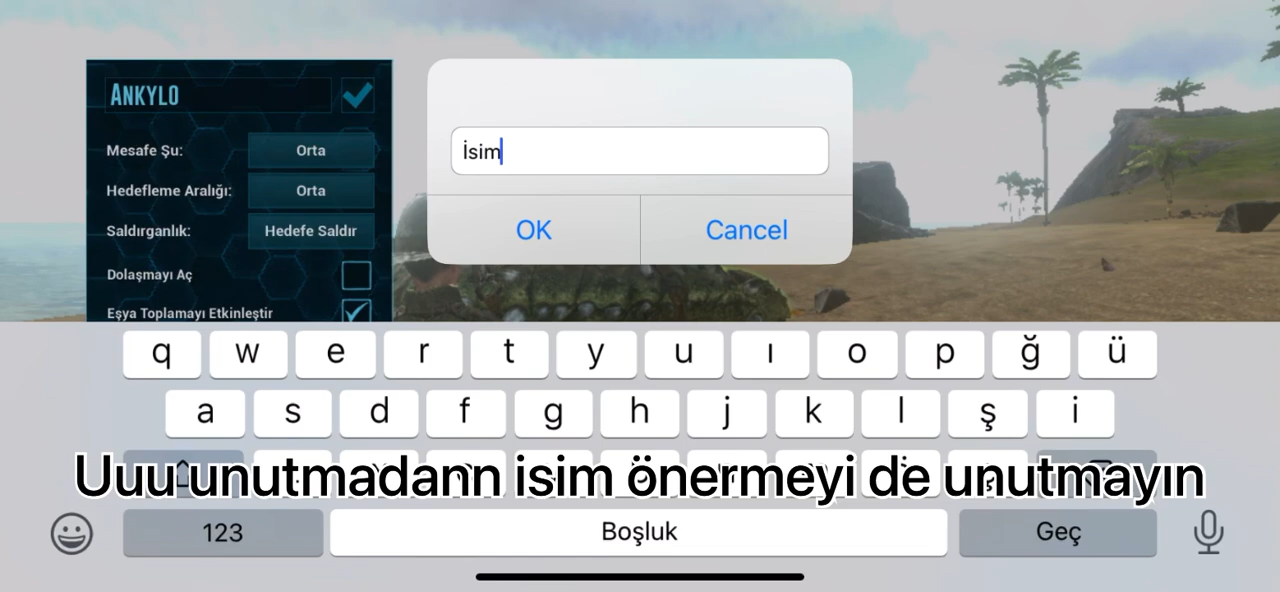 ANKYLO
Mesafe Şu: Orta
Hedefleme Aralığı: Orta
Saldırganlık: Hedefe Saldır
Dolaşmayı Aç
Eşya Toplamayı Etkinleştir
İsim
OK Cancel
q w e r t y u ı o p ğ ü
a s d f g h j k l ş i
Uuu unutmadann isim önermeyi de unutmayın
123 Boşluk Geç